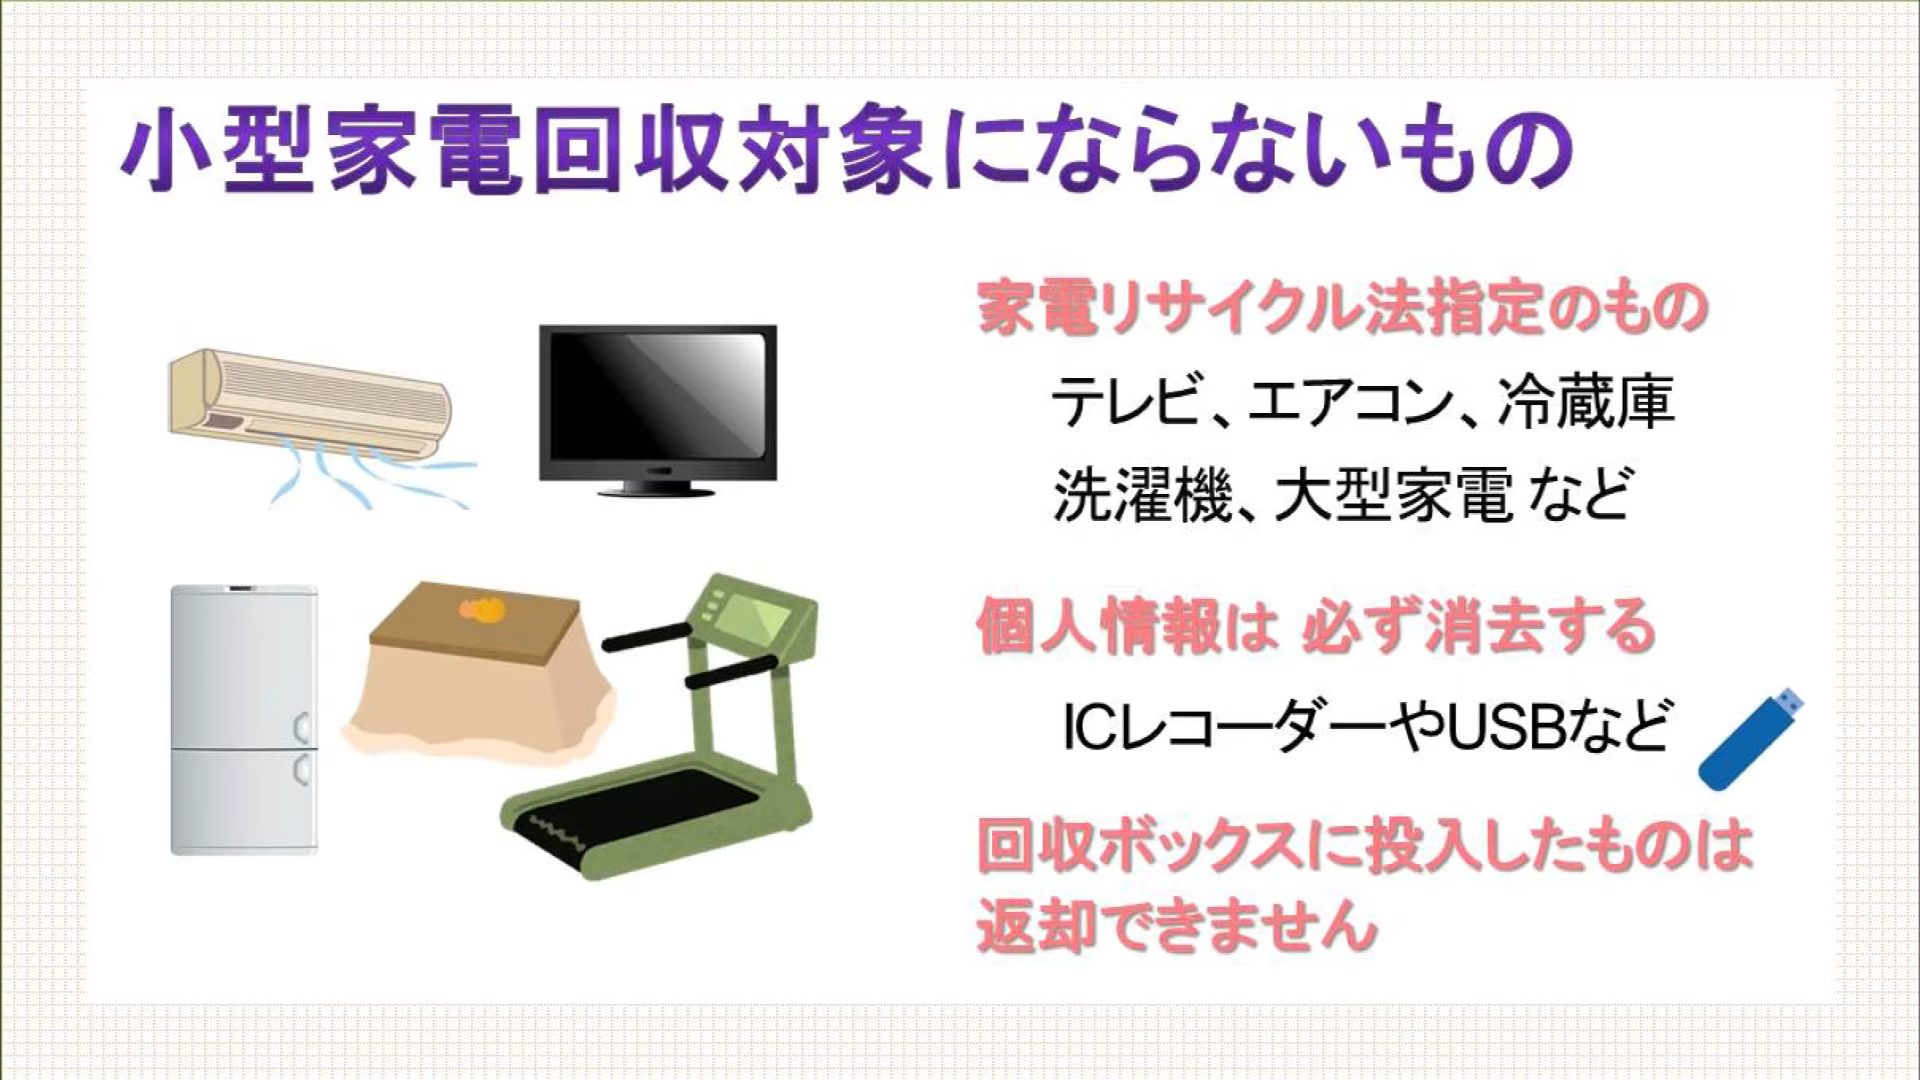 小型家電回収対象にならないもの
家電リサイクル法指定のもの
テレビ、エアコン、冷蔵庫
洗濯機、大型家電 など
個人情報は 必ず消去する
ICレコーダーやUSBなど
回収ボックスに投入したものは
返却できません